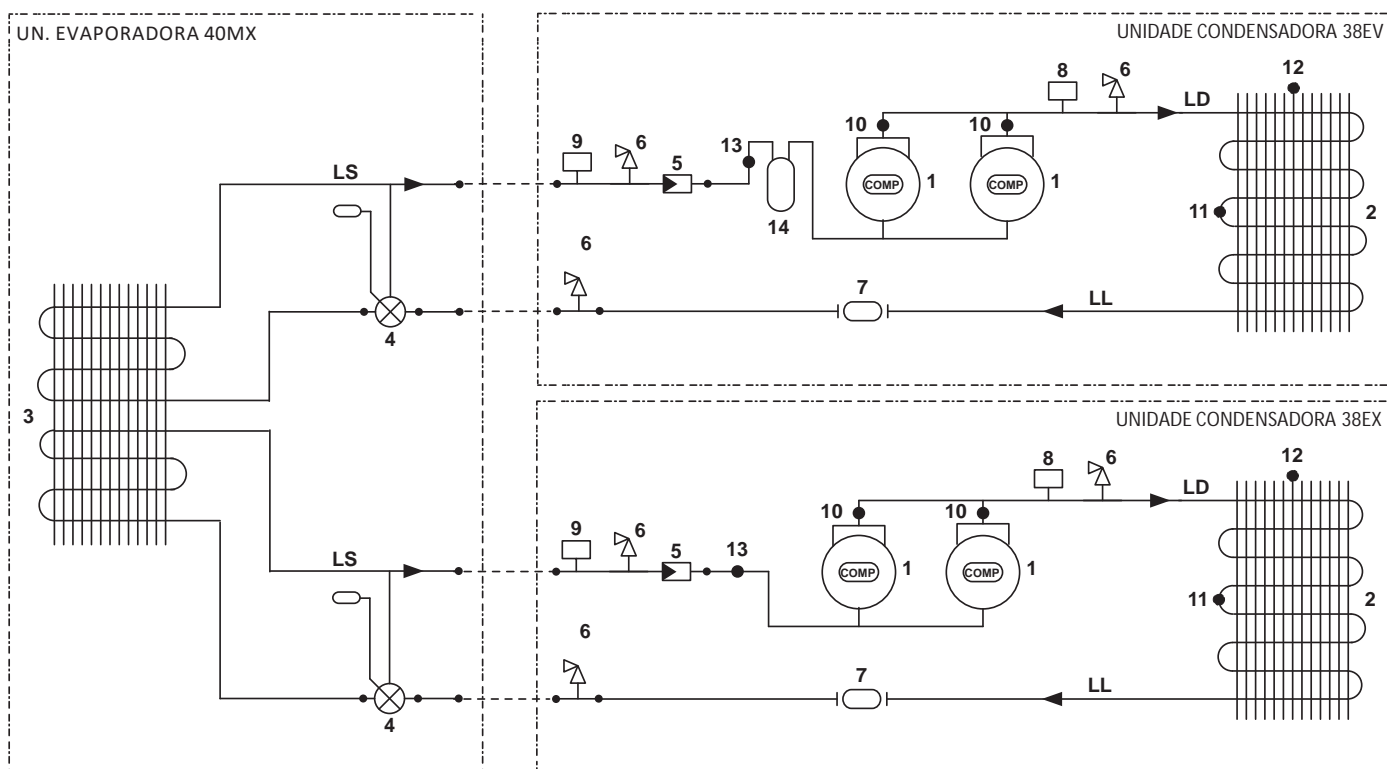 UN. EVAPORADORA 40MX
LS
4
3
LS
4
UNIDADE CONDENSADORA 38EV
12
8
6
LD
10
10
9
6
5
13
COMP
1
COMP
1
14
11
2
6
7
LL
UNIDADE CONDENSADORA 38EX
12
8
6
LD
10
10
9
6
5
13
COMP
1
COMP
1
11
2
6
7
LL